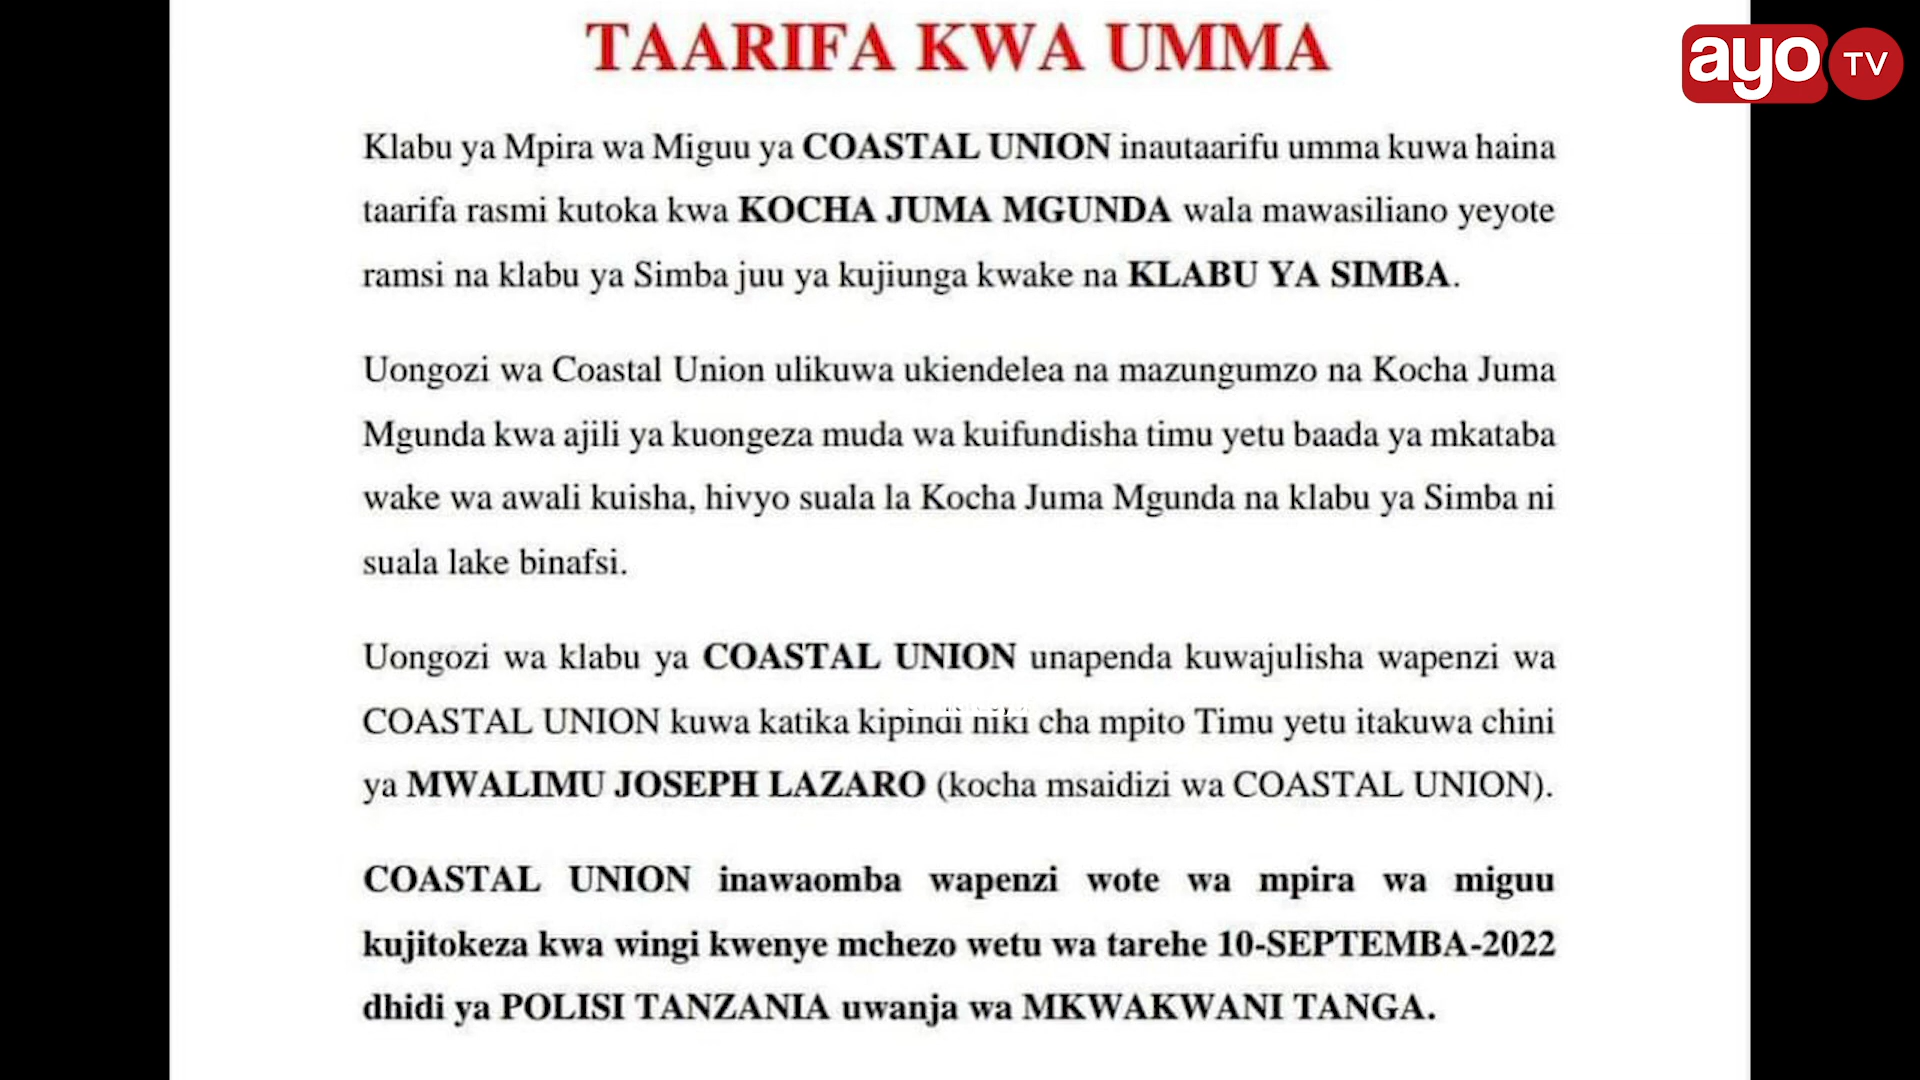 TAARIFA KWA UMMA
ayo TV
Klabu ya Mpira wa Miguu ya COASTAL UNION inautaarifu umma kuwa haina
taarifa rasmi kutoka kwa KOCHA JUMA MGUNDA wala mawasiliano yeyote
ramsi na klabu ya Simba juu ya kujiunga kwake na KLABU YA SIMBA.
Uongozi wa Coastal Union ulikuwa ukiendelea na mazungumzo na Kocha Juma
Mgunda kwa ajili ya kuongeza muda wa kuifundisha timu yetu baada ya mkataba
wake wa awali kuisha, hivyo suala la Kocha Juma Mgunda na klabu ya Simba ni
suala lake binafsi.
Uongozi wa klabu ya COASTAL UNION unapenda kuwajulisha wapenzi wa
COASTAL UNION kuwa katika kipindi hiki cha mpito Timu yetu itakuwa chini
ya MWALIMU JOSEPH LAZARO (kocha msaidizi wa COASTAL UNION).
COASTAL UNION inawaomba wapenzi wote wa mpira wa miguu
kujitokeza kwa wingi kwenye mchezo wetu wa tarehe 10-SEPTEMBA-2022
dhidi ya POLISI TANZANIA uwanja wa MKWAKWANI TANGA.